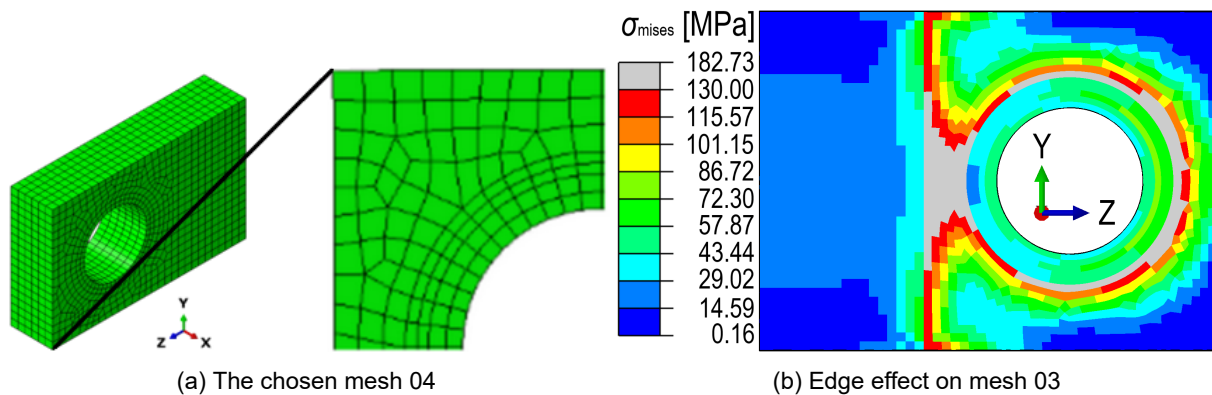 Y
Z
X
σmises [MPa]
182.73
130.00
115.57
101.15
86.72
72.30
57.87
43.44
29.02
14.59
0.16
Y
Z
(a) The chosen mesh 04
(b) Edge effect on mesh 03